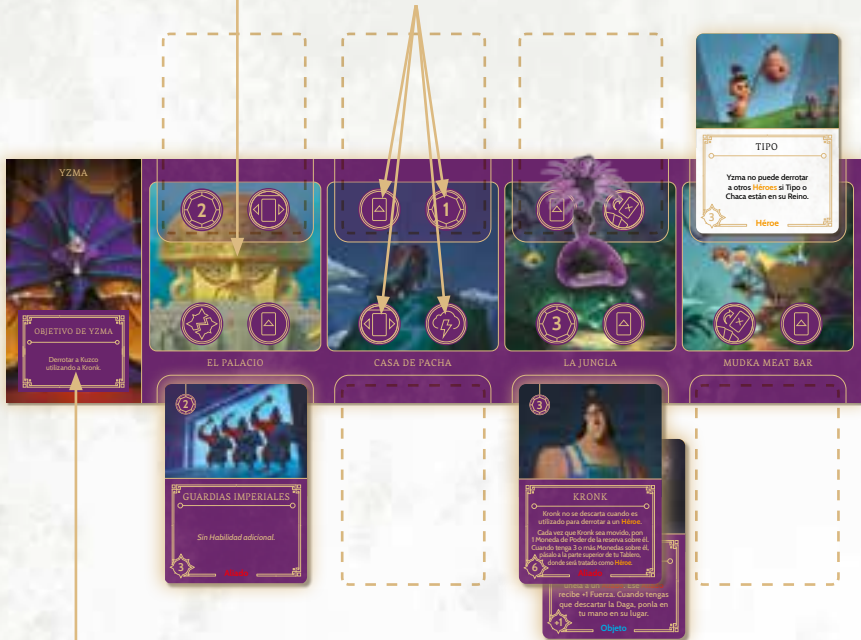 TIPO
Yzma no puede derrotar
a otros Héroes si Tipo o
Chaca están en su Reino.
3
Héroe
YZMA
OBJETIVO DE YZMA
Derrotar a Kuzco
utilizando a Kronk.
2
1
3
EL PALACIO
CASA DE PACHA
LA JUNGLA
MUDKA MEAT BAR
2
GUARDIAS IMPERIALES
Sin Habilidad adicional.
3
3
KRONK
Kronk no se descarta cuando es
utilizado para derrotar a un Héroe.
Cada vez que Kronk sea movido, pon
1 Moneda de Poder de la reserva sobre él.
Cuando tenga 3 o más Monedas sobre él,
pásalo a la parte superior de tu Tablero,
donde será tratado como Héroe.
6
recibe +1 Fuerza. Cuando tengas
que descartar la Daga, ponla en
tu mano en su lugar.
+1
Objeto